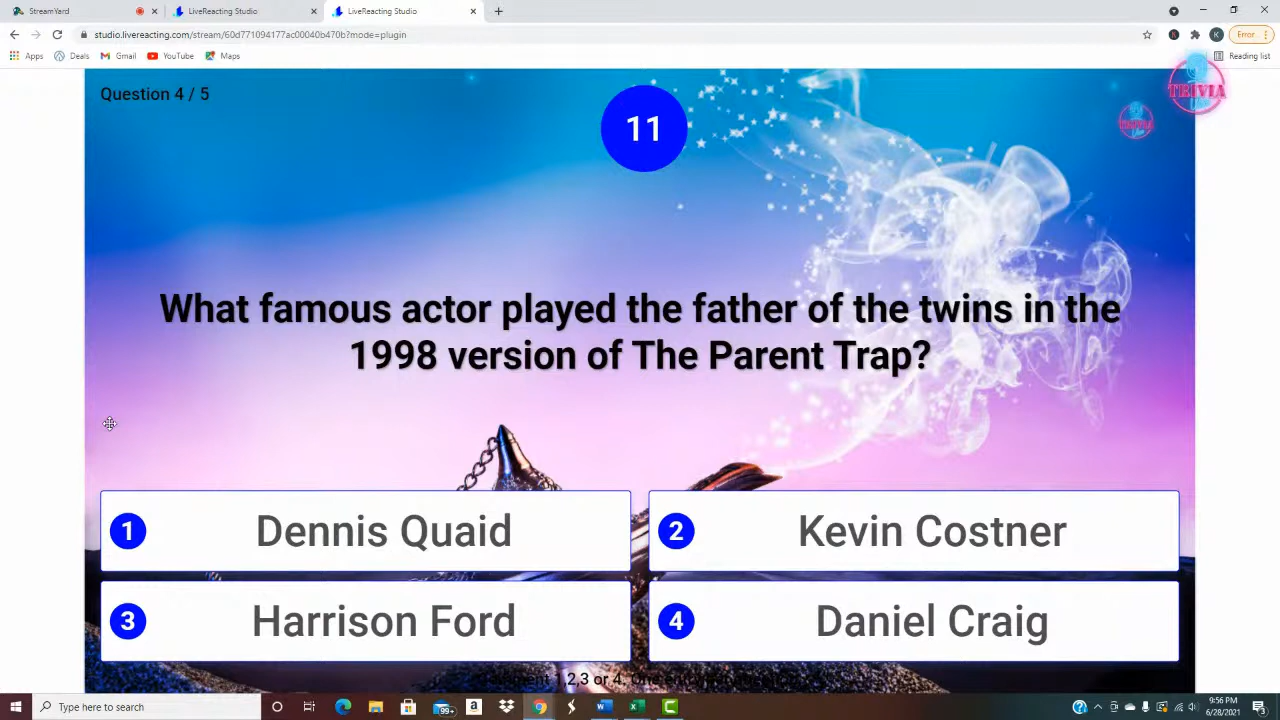 StreamYard
LiveReacting Studio
LiveReacting Studio
studio.livereacting.com/stream/60d771094177ac00040b470b?mode=plugin
K
Error
Apps
Deals
Gmail
YouTube
Maps
Reading list
Question 4 / 5
11
TRIVIA
TRIVIA
What famous actor played the father of the twins in the
1998 version of The Parent Trap?
1 Dennis Quaid
2 Kevin Costner
3 Harrison Ford
4 Daniel Craig
1,2,3 or 4.
Type here to search
99+
9:56 PM
6/28/2021
3